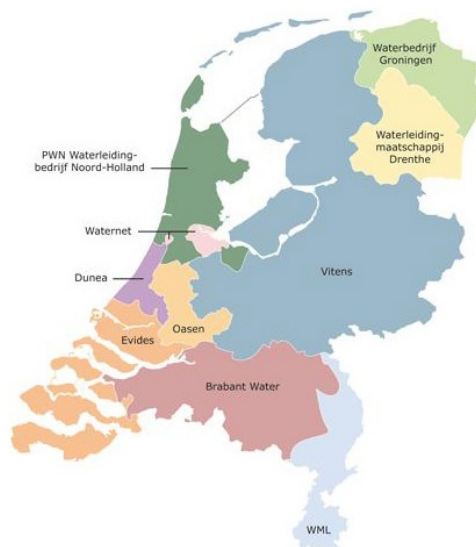 Waterbedrijf
Groningen
Waterleiding-
maatschappij
Drenthe
PWN Waterleiding-
bedrijf Noord-Holland
Waternet
Dunea
Vitens
Oasen
Evides
Brabant Water
WML